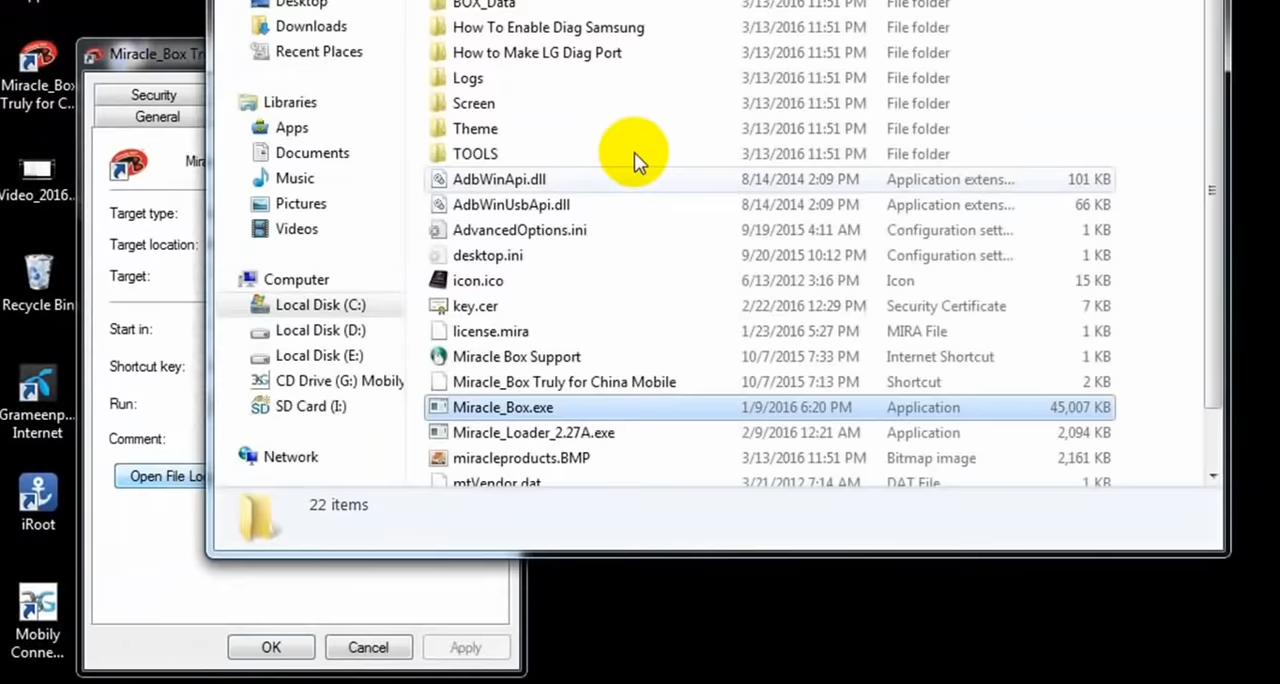 Miracle_Box
Truly for C...
Video_2016...
Recycle Bin
Grameenp...
Internet
iRoot
Mobily
Conne...
Miracle_Box Tr
Security
General
Mira
Target type:
Target location:
Target:
Start in:
Shortcut key:
Run:
Comment:
Open File Lo
OK
Cancel
Apply
Desktop
Downloads
Recent Places
Libraries
Apps
Documents
Music
Pictures
Videos
Computer
Local Disk (C:)
Local Disk (D:)
Local Disk (E:)
CD Drive (G:) Mobily
SD Card (I:)
Network
BOX_Data 3/13/2016 11:51 PM File folder
How To Enable Diag Samsung 3/13/2016 11:51 PM File folder
How to Make LG Diag Port 3/13/2016 11:51 PM File folder
Logs 3/13/2016 11:51 PM File folder
Screen 3/13/2016 11:51 PM File folder
Theme 3/13/2016 11:51 PM File folder
TOOLS 3/13/2016 11:51 PM File folder
AdbWinApi.dll 8/14/2014 2:09 PM Application extens... 101 KB
AdbWinUsbApi.dll 8/14/2014 2:09 PM Application extens... 66 KB
AdvancedOptions.ini 9/19/2015 4:11 AM Configuration sett... 1 KB
desktop.ini 9/20/2015 10:12 PM Configuration sett... 1 KB
icon.ico 6/13/2012 3:16 PM Icon 15 KB
key.cer 2/22/2016 12:29 PM Security Certificate 7 KB
license.mira 1/23/2016 5:27 PM MIRA File 1 KB
Miracle Box Support 10/7/2015 7:33 PM Internet Shortcut 1 KB
Miracle_Box Truly for China Mobile 10/7/2015 7:13 PM Shortcut 2 KB
Miracle_Box.exe 1/9/2016 6:20 PM Application 45,007 KB
Miracle_Loader_2.27A.exe 2/9/2016 12:21 AM Application 2,094 KB
miracleproducts.BMP 3/13/2016 11:51 PM Bitmap image 2,161 KB
mtVendor.dat 3/21/2012 7:14 AM DAT File 1 KB
22 items